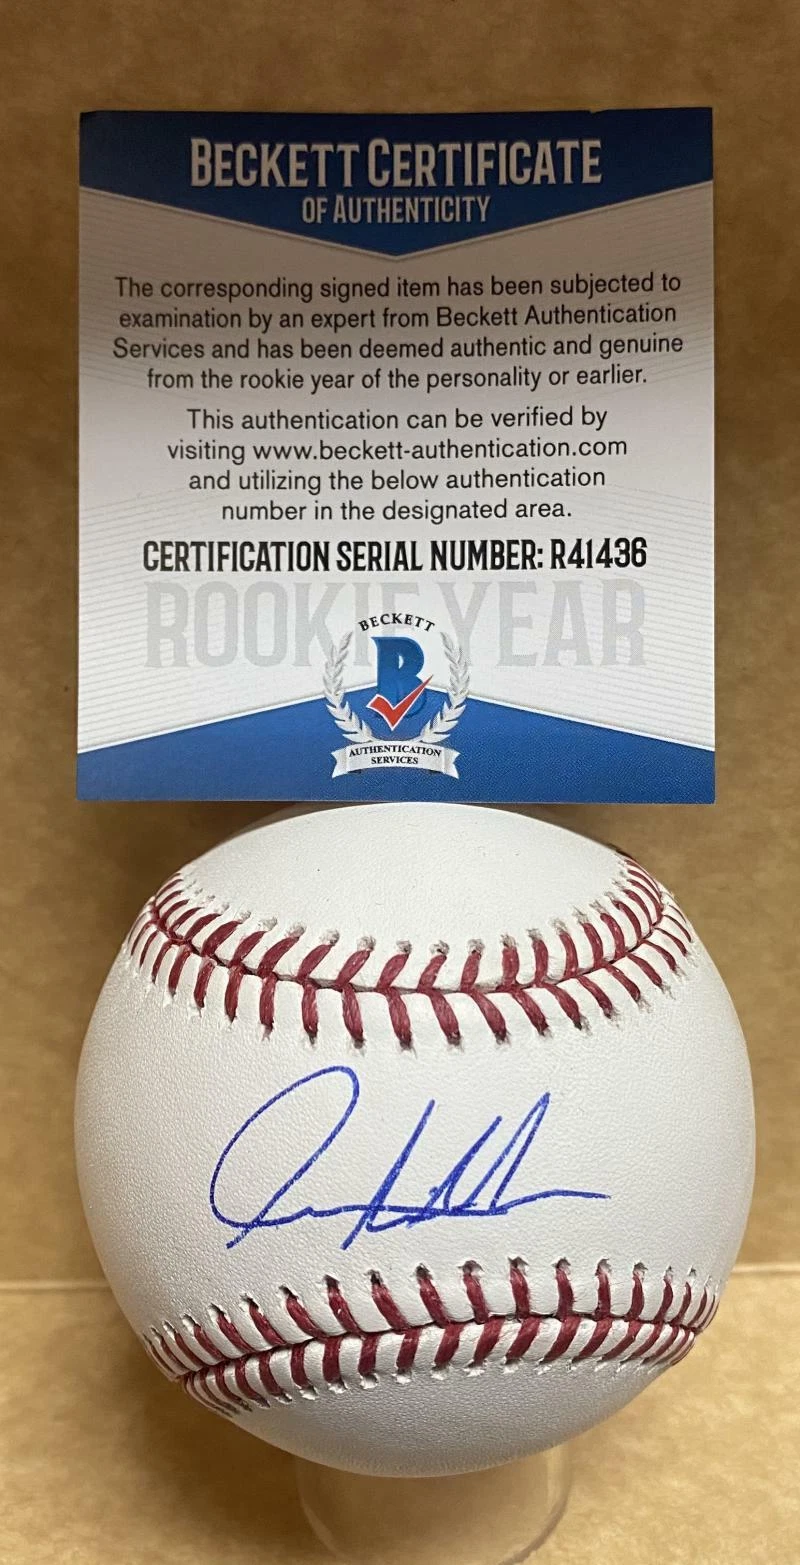 BECKETT CERTIFICATE
OF AUTHENTICITY
The corresponding signed item has been subjected to
examination by an expert from Beckett Authentication
Services and has been deemed authentic and genuine
from the rookie year of the personality or earlier.
This authentication can be verified by
visiting www.beckett-authentication.com
and utilizing the below authentication
number in the designated area.
CERTIFICATION SERIAL NUMBER: R41436
ROOKIE YEAR
BECKETT
B
AUTHENTICATION
SERVICES